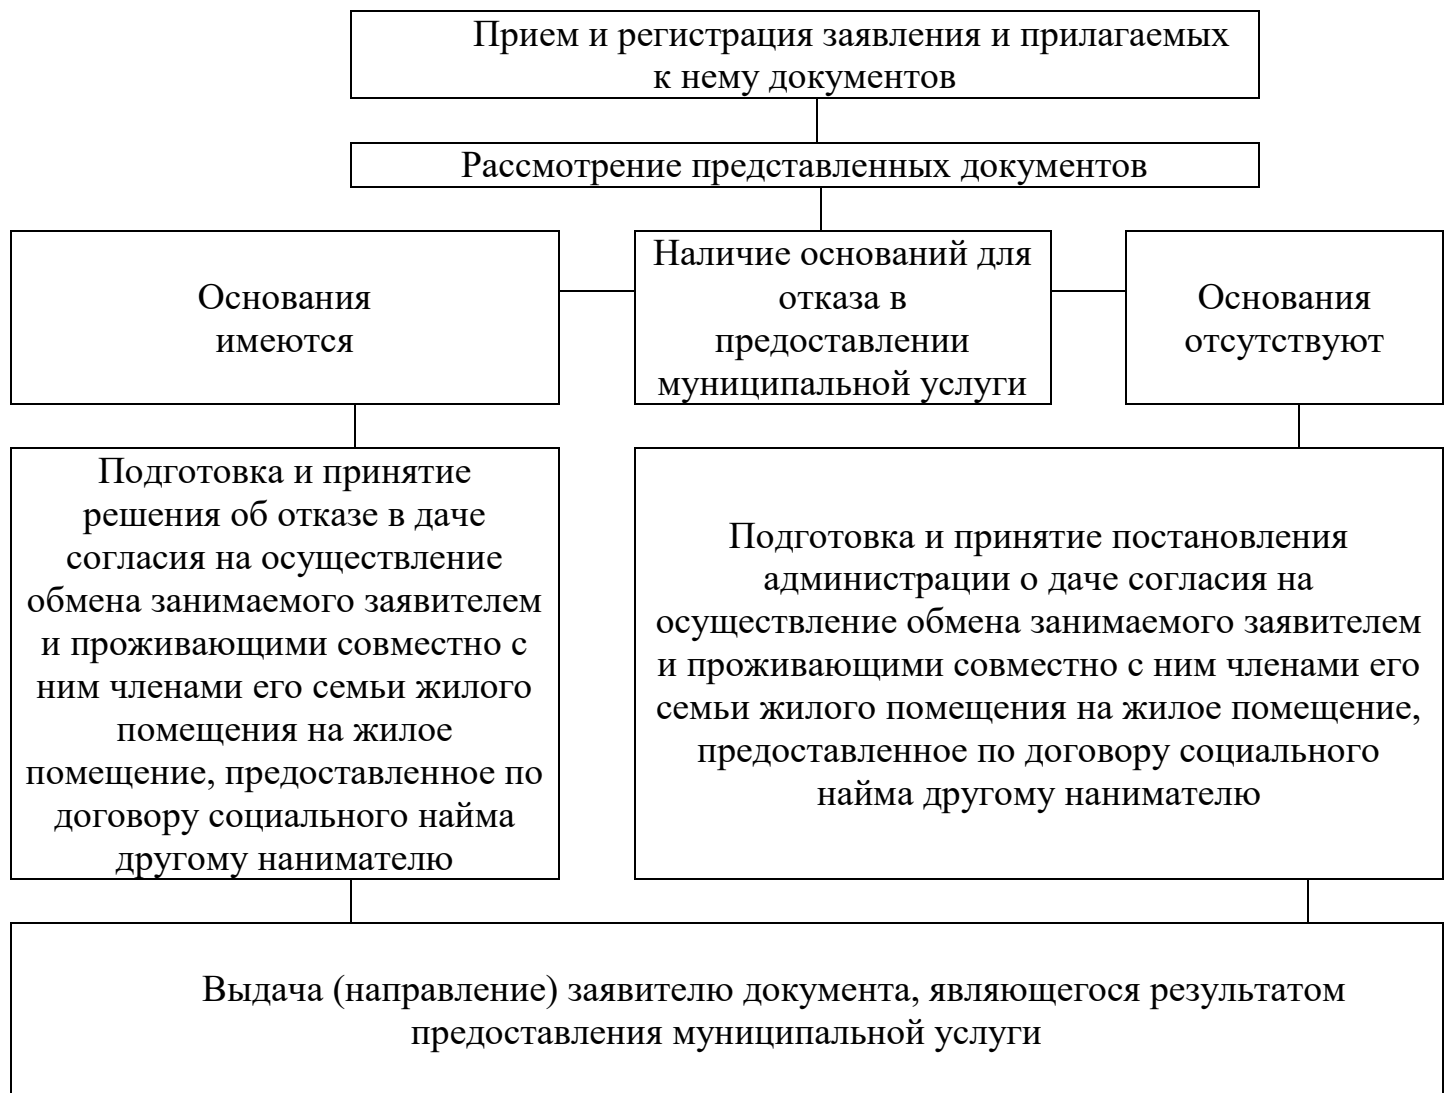 Прием и регистрация заявления и прилагаемых
к нему документов
Рассмотрение представленных документов
Основания
имеются
Наличие оснований для
отказа в
предоставлении
муниципальной услуги
Основания
отсутствуют
Подготовка и принятие
решения об отказе в даче
согласия на осуществление
обмена занимаемого заявителем
и проживающими совместно с
ним членами его семьи жилого
помещения на жилое
помещение, предоставленное по
договору социального найма
другому нанимателю
Подготовка и принятие постановления
администрации о даче согласия на
осуществление обмена занимаемого заявителем
и проживающими совместно с ним членами его
семьи жилого помещения на жилое помещение,
предоставленное по договору социального
найма другому нанимателю
Выдача (направление) заявителю документа, являющегося результатом
предоставления муниципальной услуги